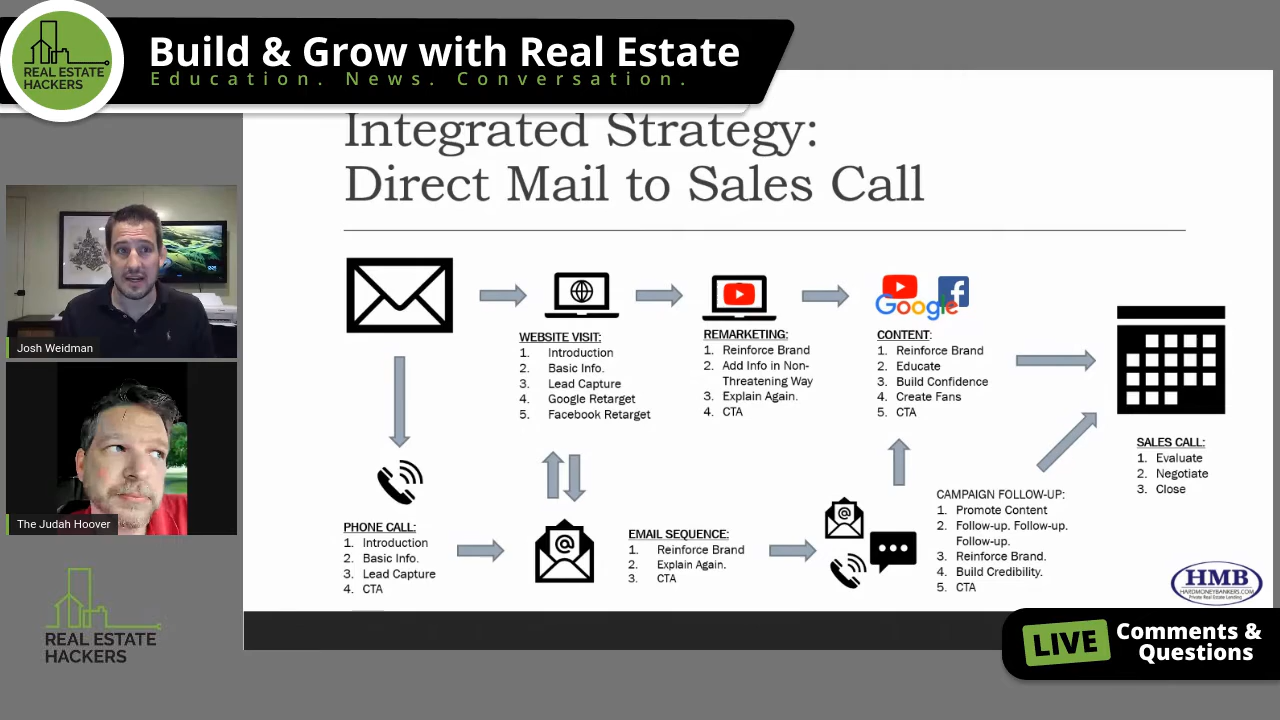 Build & Grow with Real Estate
Education. News. Conversation.
REAL ESTATE
HACKERS
Integrated Strategy:
Direct Mail to Sales Call
Josh Weidman
The Judah Hoover
REAL ESTATE
HACKERS
WEBSITE VISIT:
1. Introduction
2. Basic Info.
3. Lead Capture
4. Google Retarget
5. Facebook Retarget
REMARKETING:
1. Reinforce Brand
2. Add Info in Non-
Threatening Way
3. Explain Again.
4. CTA
Google
f
CONTENT:
1. Reinforce Brand
2. Educate
3. Build Confidence
4. Create Fans
5. CTA
SALES CALL:
1. Evaluate
2. Negotiate
3. Close
PHONE CALL:
1. Introduction
2. Basic Info.
3. Lead Capture
4. CTA
@
EMAIL SEQUENCE:
1. Reinforce Brand
2. Explain Again.
3. CTA
@
CAMPAIGN FOLLOW-UP:
1. Promote Content
2. Follow-up. Follow-up.
Follow-up.
3. Reinforce Brand.
4. Build Credibility.
5. CTA
HMB
HARDMONEYBANKERS.COM
Private Real Estate Lending
LIVE
Comments &
Questions